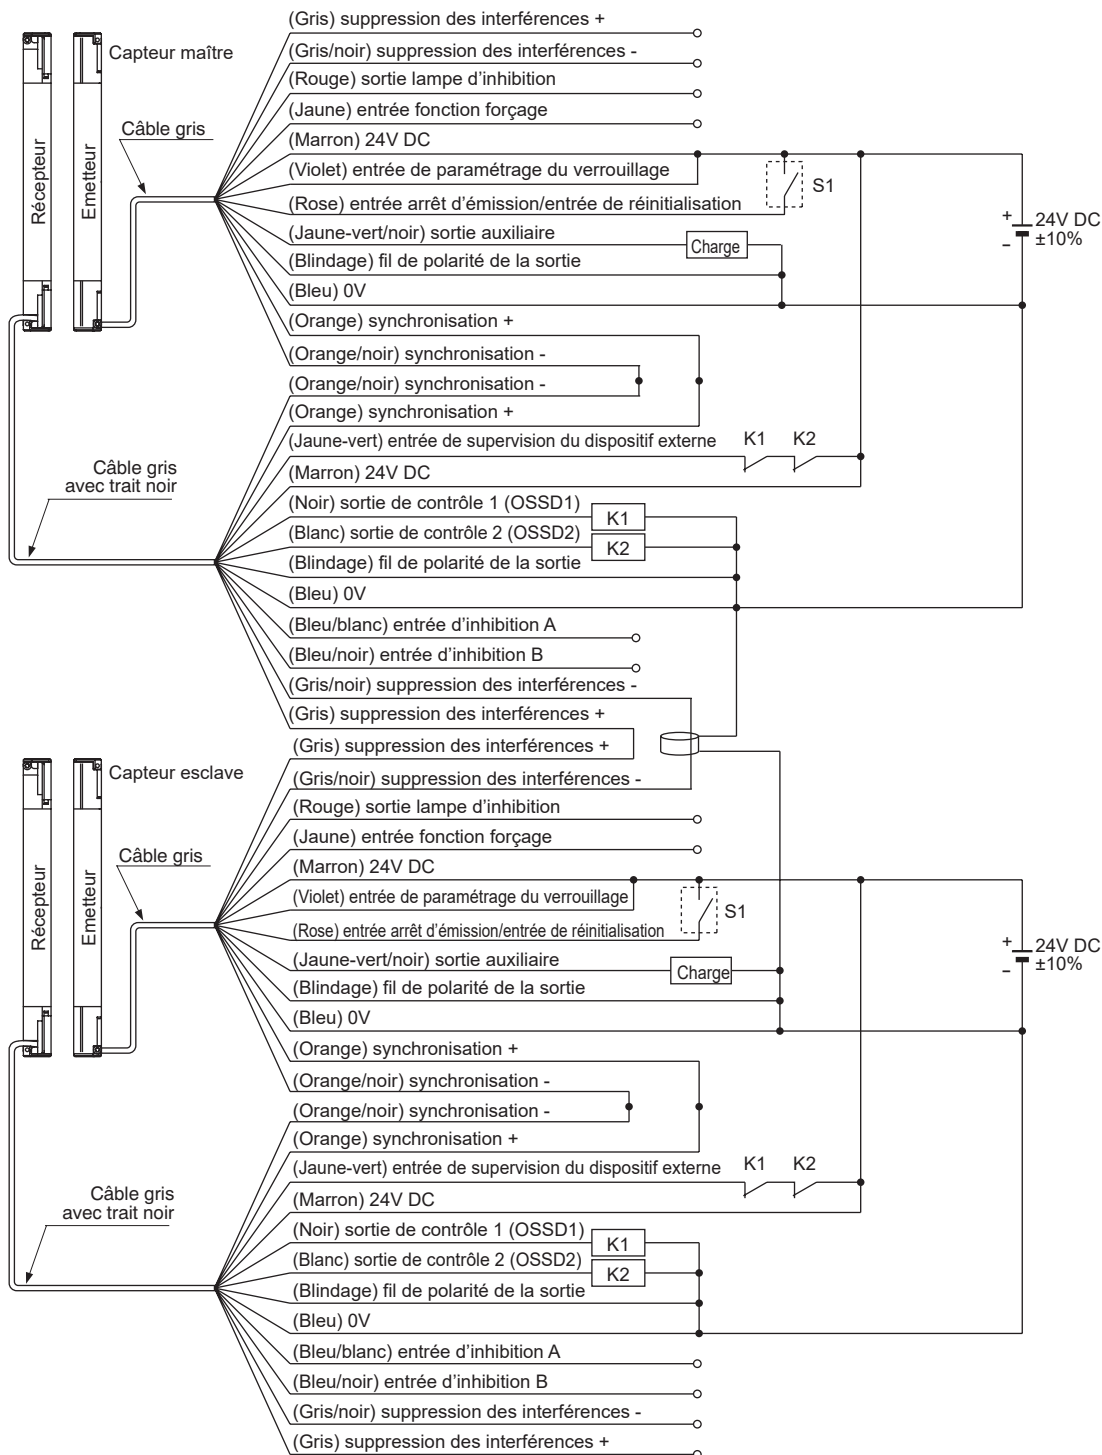 (Gris) suppression des interférences +
Capteur maître
(Gris/noir) suppression des interférences -
(Rouge) sortie lampe d'inhibition
(Jaune) entrée fonction forçage
Câble gris
(Marron) 24V DC
(Violet) entrée de paramétrage du verrouillage
S1
Récepteur
Emetteur
(Rose) entrée arrêt d'émission/entrée de réinitialisation
+
24V DC
±10%
-
(Jaune-vert/noir) sortie auxiliaire
Charge
(Blindage) fil de polarité de la sortie
(Bleu) 0V
(Orange) synchronisation +
(Orange/noir) synchronisation -
(Orange/noir) synchronisation -
(Orange) synchronisation +
(Jaune-vert) entrée de supervision du dispositif externe
K1
K2
Câble gris
avec trait noir
(Marron) 24V DC
(Noir) sortie de contrôle 1 (OSSD1)
K1
(Blanc) sortie de contrôle 2 (OSSD2)
K2
(Blindage) fil de polarité de la sortie
(Bleu) 0V
(Bleu/blanc) entrée d'inhibition A
(Bleu/noir) entrée d'inhibition B
(Gris/noir) suppression des interférences -
(Gris) suppression des interférences +
(Gris) suppression des interférences +
Capteur esclave
(Gris/noir) suppression des interférences -
(Rouge) sortie lampe d'inhibition
(Jaune) entrée fonction forçage
Câble gris
(Marron) 24V DC
(Violet) entrée de paramétrage du verrouillage
S1
Récepteur
Emetteur
(Rose) entrée arrêt d'émission/entrée de réinitialisation
+
24V DC
±10%
-
(Jaune-vert/noir) sortie auxiliaire
Charge
(Blindage) fil de polarité de la sortie
(Bleu) 0V
(Orange) synchronisation +
(Orange/noir) synchronisation -
(Orange/noir) synchronisation -
(Orange) synchronisation +
(Jaune-vert) entrée de supervision du dispositif externe
K1
K2
Câble gris
avec trait noir
(Marron) 24V DC
(Noir) sortie de contrôle 1 (OSSD1)
K1
(Blanc) sortie de contrôle 2 (OSSD2)
K2
(Blindage) fil de polarité de la sortie
(Bleu) 0V
(Bleu/blanc) entrée d'inhibition A
(Bleu/noir) entrée d'inhibition B
(Gris/noir) suppression des interférences -
(Gris) suppression des interférences +